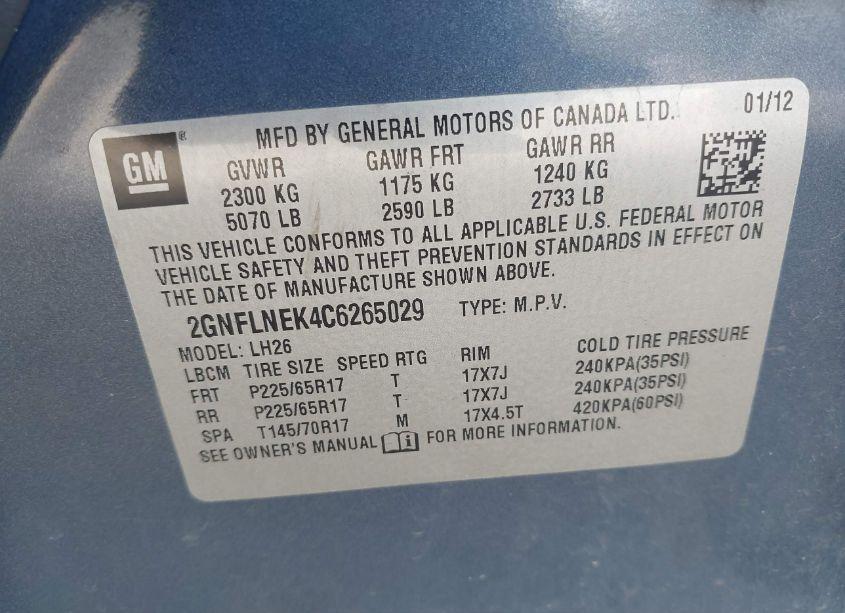 GM ®
MFD BY GENERAL MOTORS OF CANADA LTD. 01/12
GVWR GAWR FRT GAWR RR
2300 KG 1175 KG 1240 KG
5070 LB 2590 LB 2733 LB
THIS VEHICLE CONFORMS TO ALL APPLICABLE U.S. FEDERAL MOTOR
VEHICLE SAFETY AND THEFT PREVENTION STANDARDS IN EFFECT ON
THE DATE OF MANUFACTURE SHOWN ABOVE.
2GNFLNEK4C6265029 TYPE: M.P.V.
MODEL: LH26
LBCM TIRE SIZE SPEED RTG RIM COLD TIRE PRESSURE
FRT P225/65R17 T 17X7J 240KPA(35PSI)
RR P225/65R17 T 17X7J 240KPA(35PSI)
SPA T145/70R17 M 17X4.5T 420KPA(60PSI)
SEE OWNER'S MANUAL i FOR MORE INFORMATION.